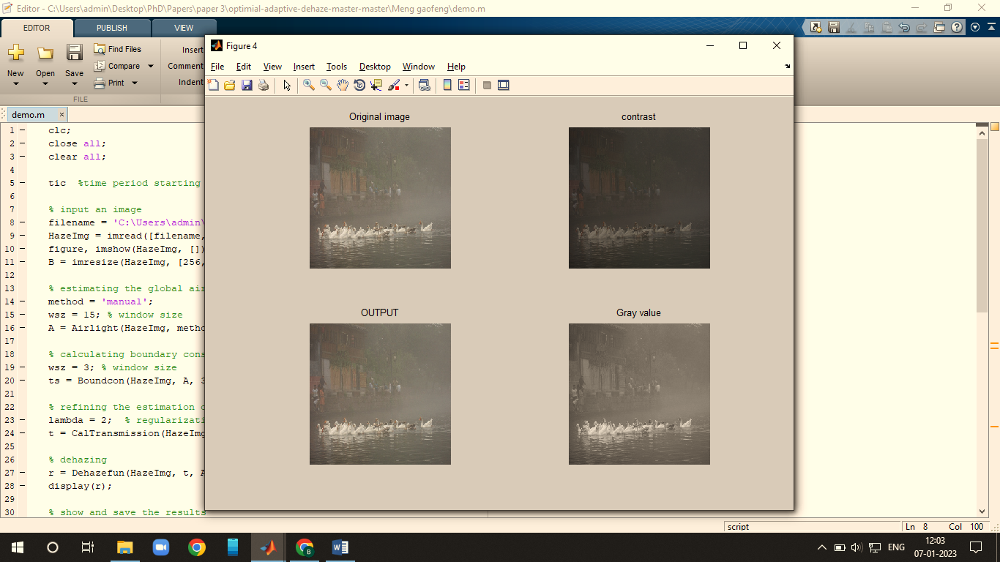 Editor - C:\Users\admin\Desktop\PhD\Papers\paper 3\optimial-adaptive-dehaze-master-master\Meng gaofeng\demo.m
EDITOR PUBLISH VIEW
New Open Save
Find Files
Compare
Print
Insert
Comment
Indent
FILE
demo.m ×
1 clc;
2 close all;
3 clear all;
4
5 tic %time period starting
6
7 % input an image
8 filename = 'C:\Users\admin\
9 HazeImg = imread([filename,
10 figure, imshow(HazeImg, [])
11 B = imresize(HazeImg, [256,
12
13 % estimating the global air
14 method = 'manual';
15 wsz = 15; % window size
16 A = Airlight(HazeImg, metho
17
18 % calculating boundary cons
19 wsz = 3; % window size
20 ts = Boundcon(HazeImg, A, 3
21
22 % refining the estimation o
23 lambda = 2; % regularizati
24 t = CalTransmission(HazeImg
25
26 % dehazing
27 r = Dehazefun(HazeImg, t, A
28 display(r);
29
30 % show and save the results
Figure 4
File Edit View Insert Tools Desktop Window Help
Original image
contrast
OUTPUT
Gray value
script
Ln 8 Col 100
ENG
12:03
07-01-2023